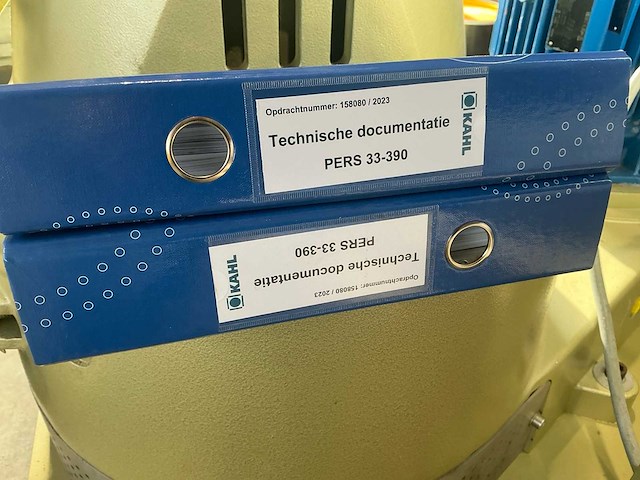 Opdrachtnummer: 158080 / 2023
Technische documentatie
PERS 33-390
KAHL
Opdrachtnummer: 158080 / 2023
Technische documentatie
PERS 33-390
KAHL